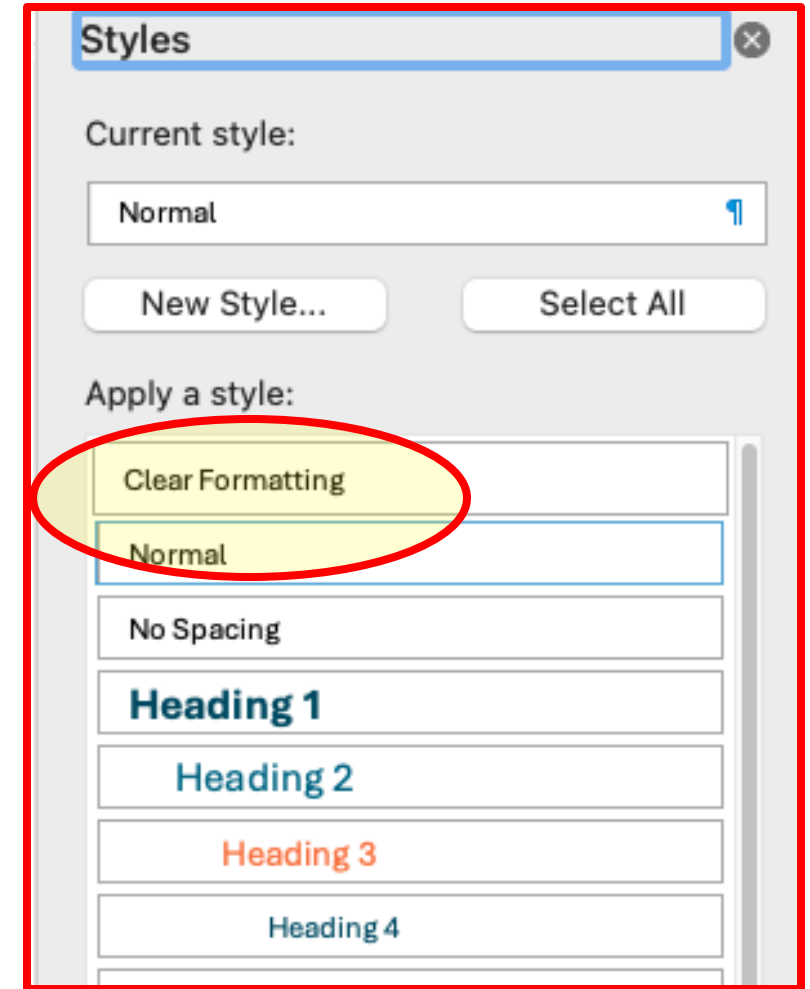 Styles
Current style:
Normal ¶
New Style... Select All
Apply a style:
Clear Formatting
Normal
No Spacing
Heading 1
Heading 2
Heading 3
Heading 4